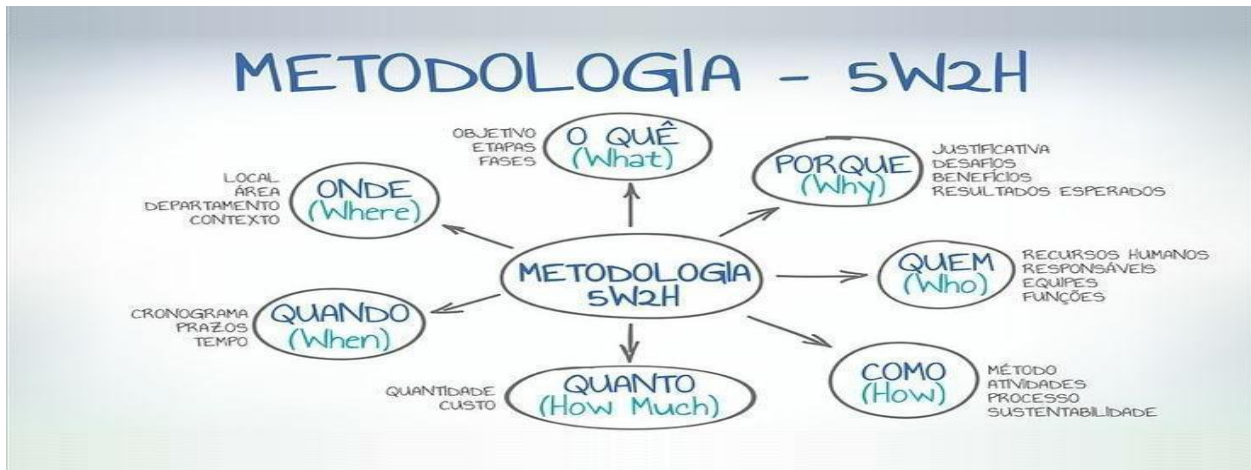 METODOLOGIA - 5W2H
OBJETIVO
ETAPAS
FASES
O QUÊ
(What)
PORQUE
(Why)
JUSTIFICATIVA
DESAFIOS
BENEFÍCIOS
RESULTADOS ESPERADOS
LOCAL
ÁREA
DEPARTAMENTO
CONTEXTO
ONDE
(Where)
METODOLOGIA
5W2H
QUEM
(Who)
RECURSOS HUMANOS
RESPONSÁVEIS
EQUIPES
FUNÇÕES
CRONOGRAMA
PRAZOS
TEMPO
QUANDO
(When)
QUANTIDADE
CUSTO
QUANTO
(How Much)
COMO
(How)
MÉTODO
ATIVIDADES
PROCESSO
SUSTENTABILIDADE